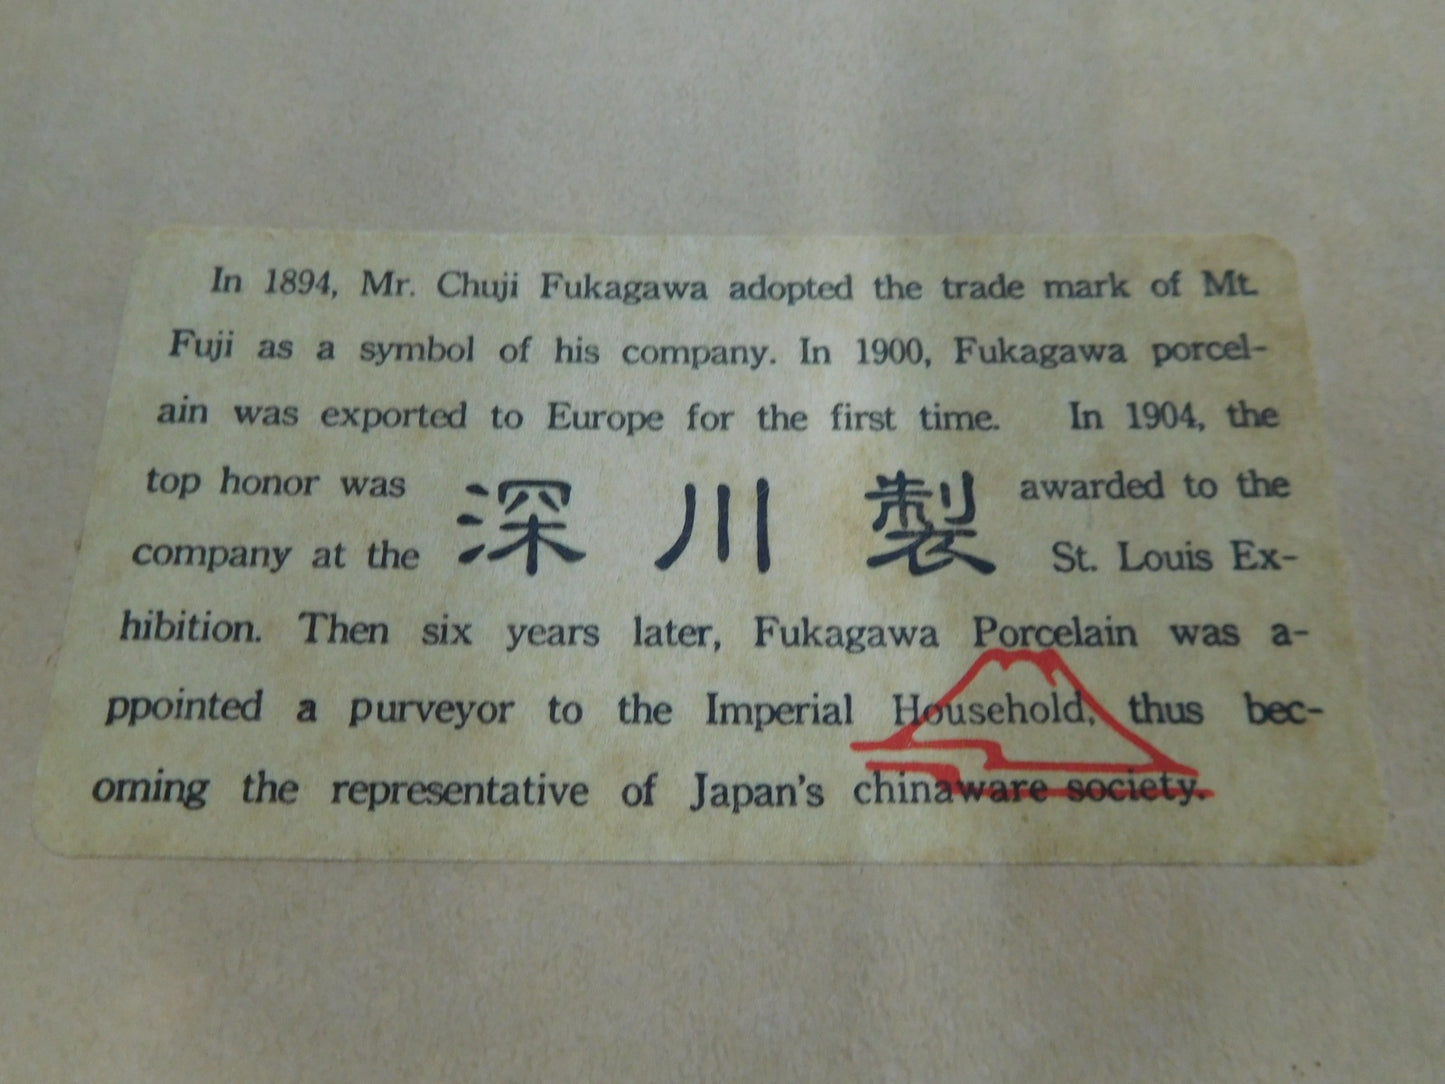 In 1894, Mr. Chuji Fukagawa adopted the trade mark of Mt.
Fuji as a symbol of his company. In 1900, Fukagawa porcel-
ain was exported to Europe for the first time. In 1904, the
top honor was awarded to the
深川製
company at the St. Louis Ex-
hibition. Then six years later, Fukagawa Porcelain was a-
ppointed a purveyor to the Imperial Household, thus bec-
oming the representative of Japan's chinaware society.